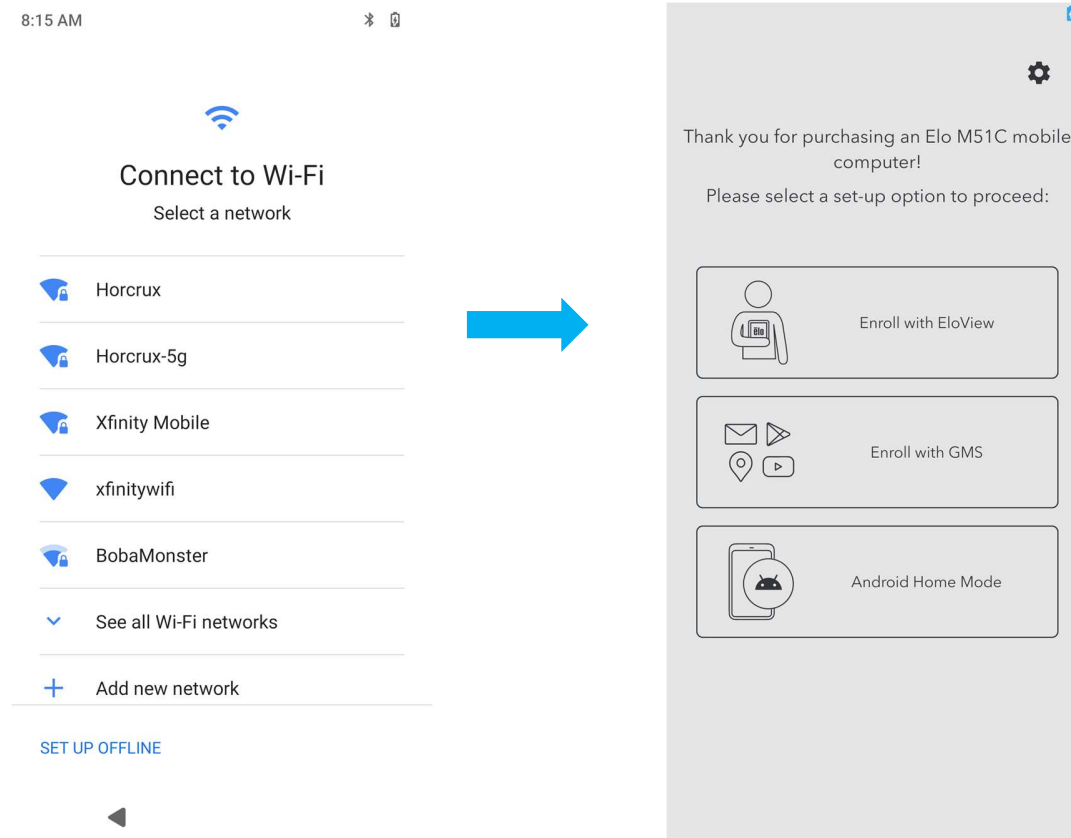 8:15 AM
Connect to Wi-Fi
Select a network
Horcrux
Horcrux-5g
Xfinity Mobile
xfinitywifi
BobaMonster
See all Wi-Fi networks
Add new network
SET UP OFFLINE
Thank you for purchasing an Elo M51C mobile
computer!
Please select a set-up option to proceed:
elo
Enroll with EloView
Enroll with GMS
Android Home Mode